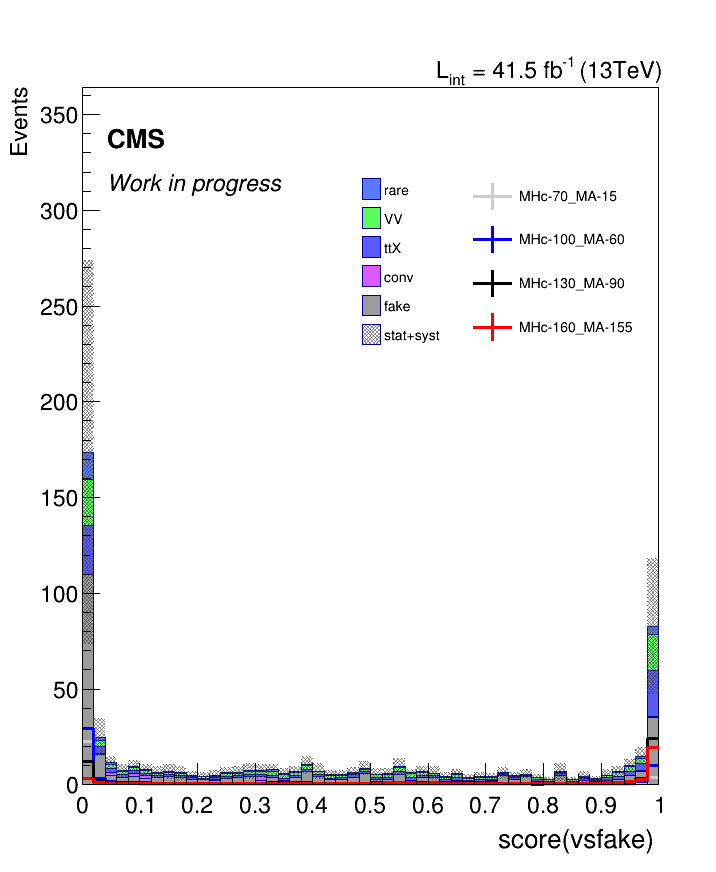 L_int = 41.5 fb^-1 (13TeV)
Events
CMS
Work in progress
rare
VV
ttX
conv
fake
stat+syst
MHc-70_MA-15
MHc-100_MA-60
MHc-130_MA-90
MHc-160_MA-155
350
300
250
200
150
100
50
0
0 0.1 0.2 0.3 0.4 0.5 0.6 0.7 0.8 0.9 1
score(vsfake)